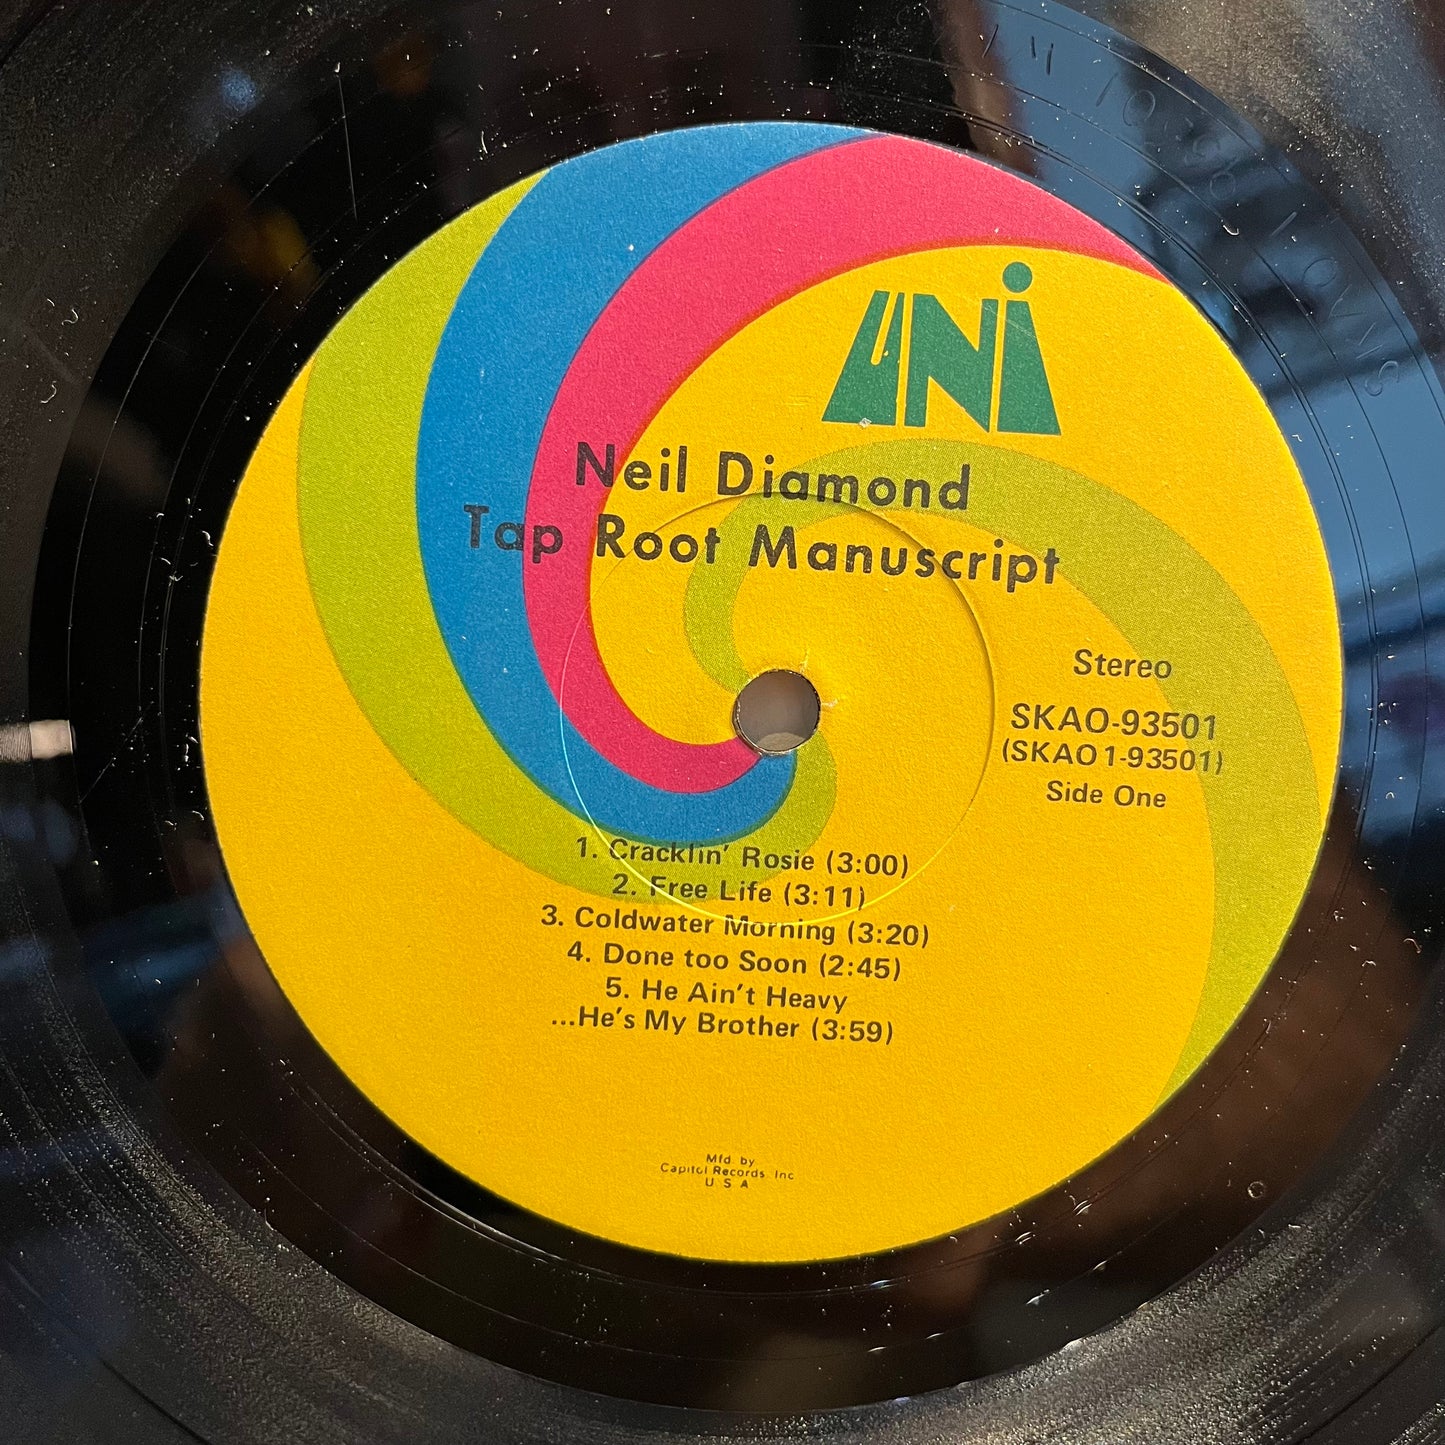 UNi
Neil Diamond
Tap Root Manuscript
Stereo
SKAO-93501
(SKAO 1-93501)
Side One
1. Cracklin' Rosie (3:00)
2. Free Life (3:11)
3. Coldwater Morning (3:20)
4. Done too Soon (2:45)
5. He Ain't Heavy
...He's My Brother (3:59)
Mfd. by
Capitol Records, Inc
U S A